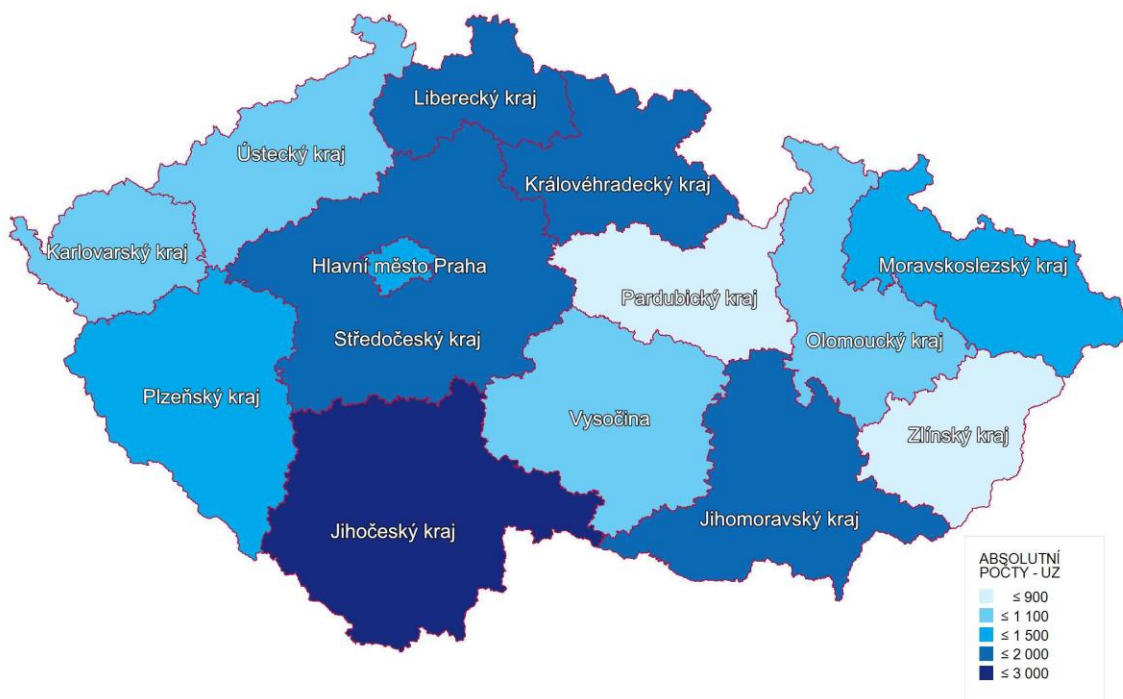 Liberecký kraj
Ústecký kraj
Královéhradecký kraj
Karlovarský kraj
Hlavní město Praha
Moravskoslezský kraj
Pardubický kraj
Středočeský kraj
Olomoucký kraj
Plzeňský kraj
Vysočina
Zlínský kraj
Jihomoravský kraj
Jihočeský kraj
ABSOLUTNÍ
POČTY - UZ
≤ 900
≤ 1 100
≤ 1 500
≤ 2 000
≤ 3 000